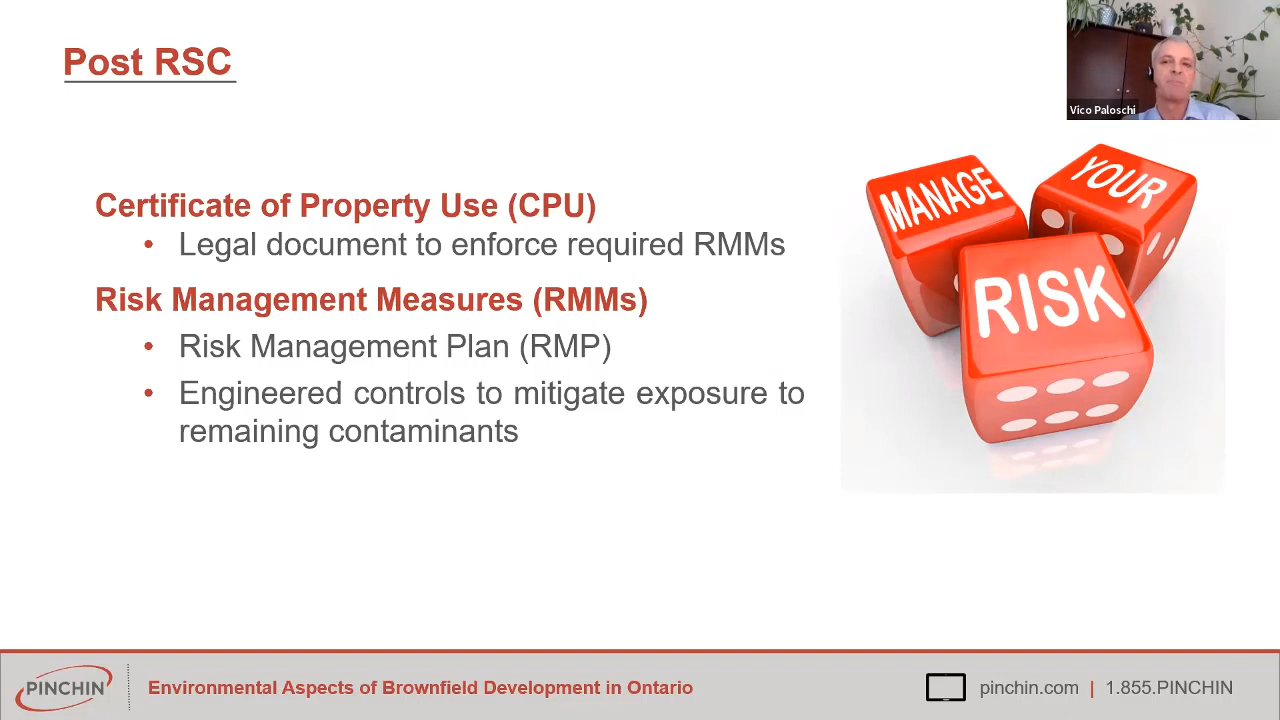 Post RSC
Vico Paloschi
Certificate of Property Use (CPU)
• Legal document to enforce required RMMs
Risk Management Measures (RMMs)
• Risk Management Plan (RMP)
• Engineered controls to mitigate exposure to
remaining contaminants
MANAGE
YOUR
RISK
PINCHIN
Environmental Aspects of Brownfield Development in Ontario
pinchin.com | 1.855.PINCHIN